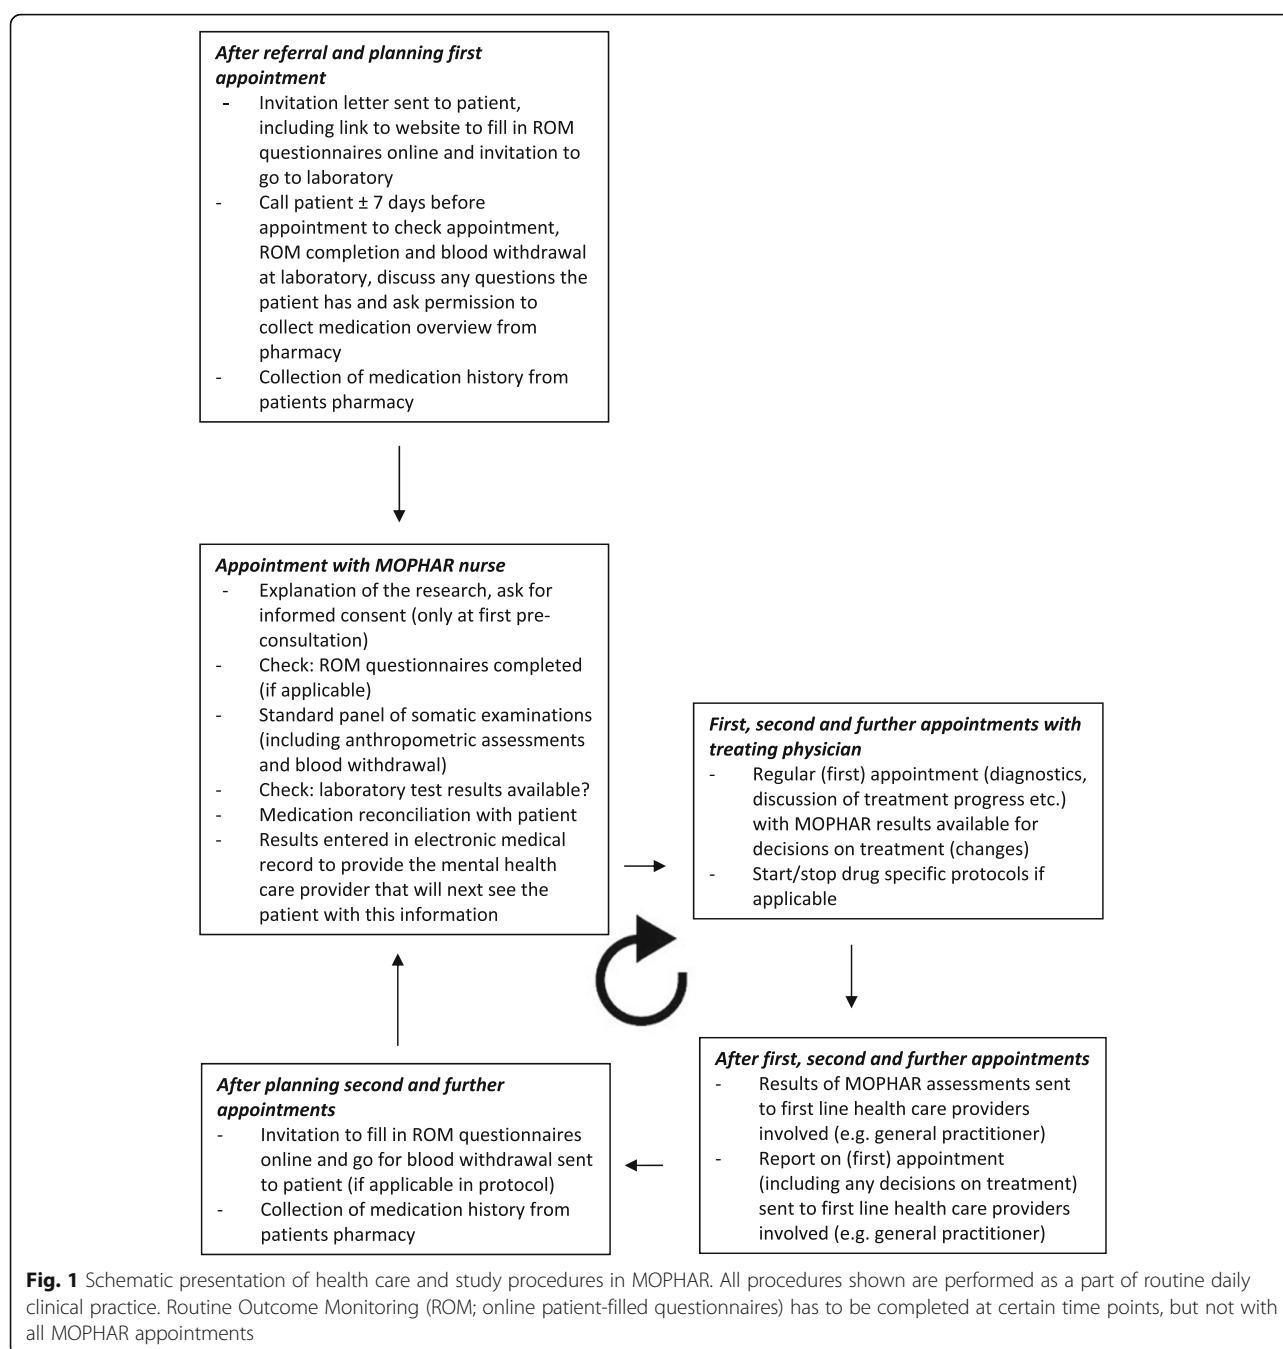 After referral and planning first
appointment
- Invitation letter sent to patient,
including link to website to fill in ROM
questionnaires online and invitation to
go to laboratory
- Call patient ± 7 days before
appointment to check appointment,
ROM completion and blood withdrawal
at laboratory, discuss any questions the
patient has and ask permission to
collect medication overview from
pharmacy
- Collection of medication history from
patients pharmacy
Appointment with MOPHAR nurse
- Explanation of the research, ask for
informed consent (only at first pre-
consultation)
- Check: ROM questionnaires completed
(if applicable)
- Standard panel of somatic examinations
(including anthropometric assessments
and blood withdrawal)
- Check: laboratory test results available?
- Medication reconciliation with patient
- Results entered in electronic medical
record to provide the mental health
care provider that will next see the
patient with this information
First, second and further appointments with
treating physician
- Regular (first) appointment (diagnostics,
discussion of treatment progress etc.)
with MOPHAR results available for
decisions on treatment (changes)
- Start/stop drug specific protocols if
applicable
After first, second and further appointments
- Results of MOPHAR assessments sent
to first line health care providers
involved (e.g. general practitioner)
- Report on (first) appointment
(including any decisions on treatment)
sent to first line health care providers
involved (e.g. general practitioner)
After planning second and further
appointments
- Invitation to fill in ROM questionnaires
online and go for blood withdrawal sent
to patient (if applicable in protocol)
- Collection of medication history from
patients pharmacy
Fig. 1 Schematic presentation of health care and study procedures in MOPHAR. All procedures shown are performed as a part of routine daily
clinical practice. Routine Outcome Monitoring (ROM; online patient-filled questionnaires) has to be completed at certain time points, but not with
all MOPHAR appointments